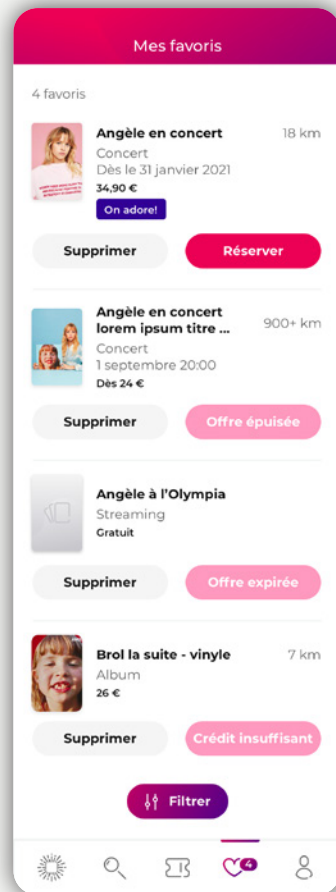 Mes favoris
4 favoris
Angèle en concert
18 km
Concert
Dès le 31 janvier 2021
34,90 €
On adore!
Supprimer
Réserver
Angèle en concert
lorem ipsum titre ...
900+ km
Concert
1 septembre 20:00
Dès 24 €
Supprimer
Offre épuisée
Angèle à l'Olympia
Streaming
Gratuit
Supprimer
Offre expirée
Brol la suite - vinyle
7 km
Album
26 €
Supprimer
Crédit insuffisant
Filtrer
4